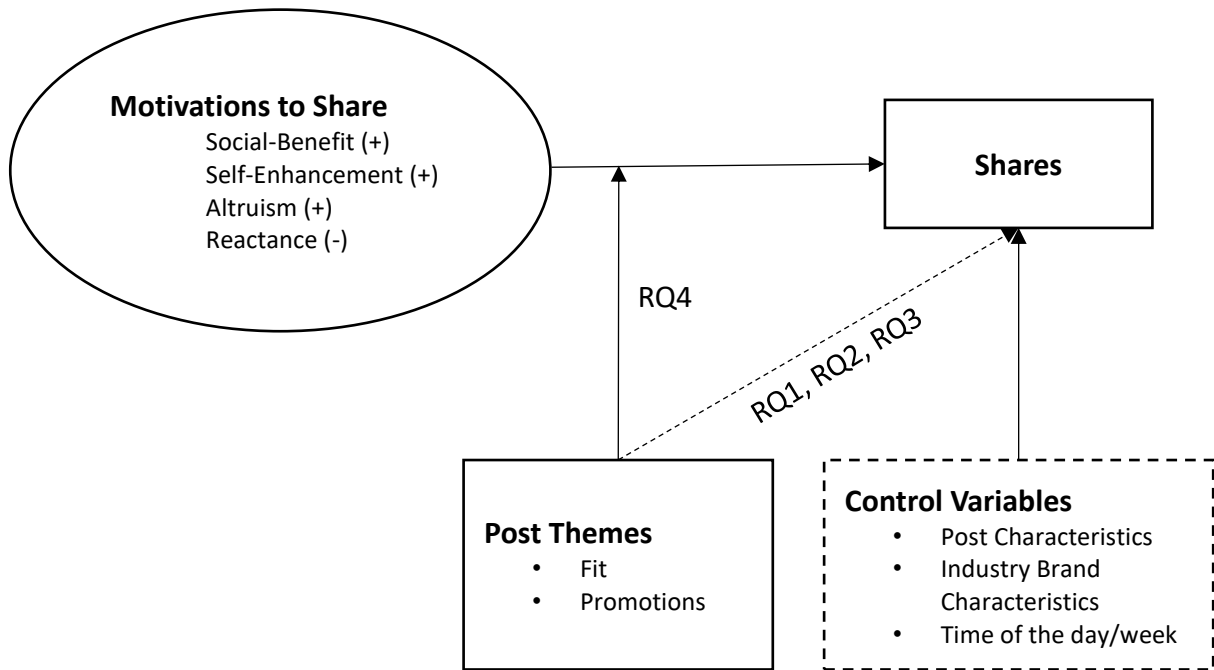 Motivations to Share
Social-Benefit (+)
Self-Enhancement (+)
Altruism (+)
Reactance (-)
Shares
RQ4
RQ1, RQ2, RQ3
Post Themes
• Fit
• Promotions
Control Variables
• Post Characteristics
• Industry Brand
Characteristics
• Time of the day/week